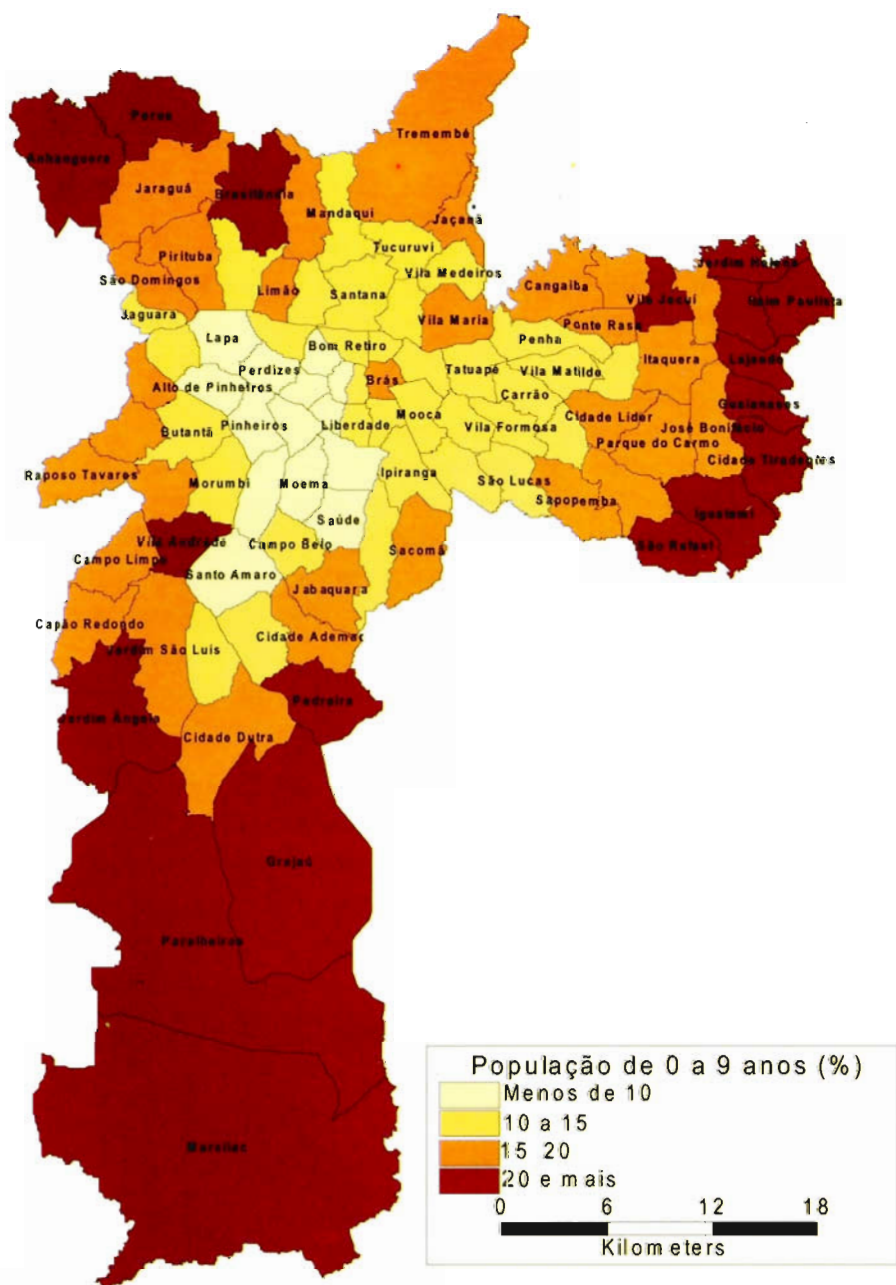 Perus
Anhanguera
Tremembé
Jaraguá
Brasilândia
Mandaqui
Jaçanã
Tucuruvi
Pirituba
São Domingos
Limão
Santana
Vila Medeiros
Cangaiba
Vila Jacuí
Jardim Helena
Itaim Paulista
Jaguara
Lapa
Bom Retiro
Vila Maria
Ponte Rasa
Penha
Perdizes
Tatuapé
Vila Matilde
Itaquera
Lajeado
Alto de Pinheiros
Brás
Carrão
Guaianases
Butantã
Pinheiros
Liberdade
Mooca
Vila Formosa
Cidade Lider
José Bonifácio
Parque do Carmo
Cidade Tiradentes
Raposo Tavares
Morumbi
Moema
Ipiranga
São Lucas
Sapopemba
Iguatemi
Saúde
São Rafael
Vila Andrade
Campo Belo
Sacomã
Campo Limpo
Santo Amaro
Jabaquara
Capão Redondo
Jardim São Luís
Cidade Ademar
Jardim Ângela
Pedreira
Cidade Dutra
Grajaú
Parelheiros
Marsilac
População de 0 a 9 anos (%)
Menos de 10
10 a 15
15 20
20 e mais
0 6 12 18
Kilometers